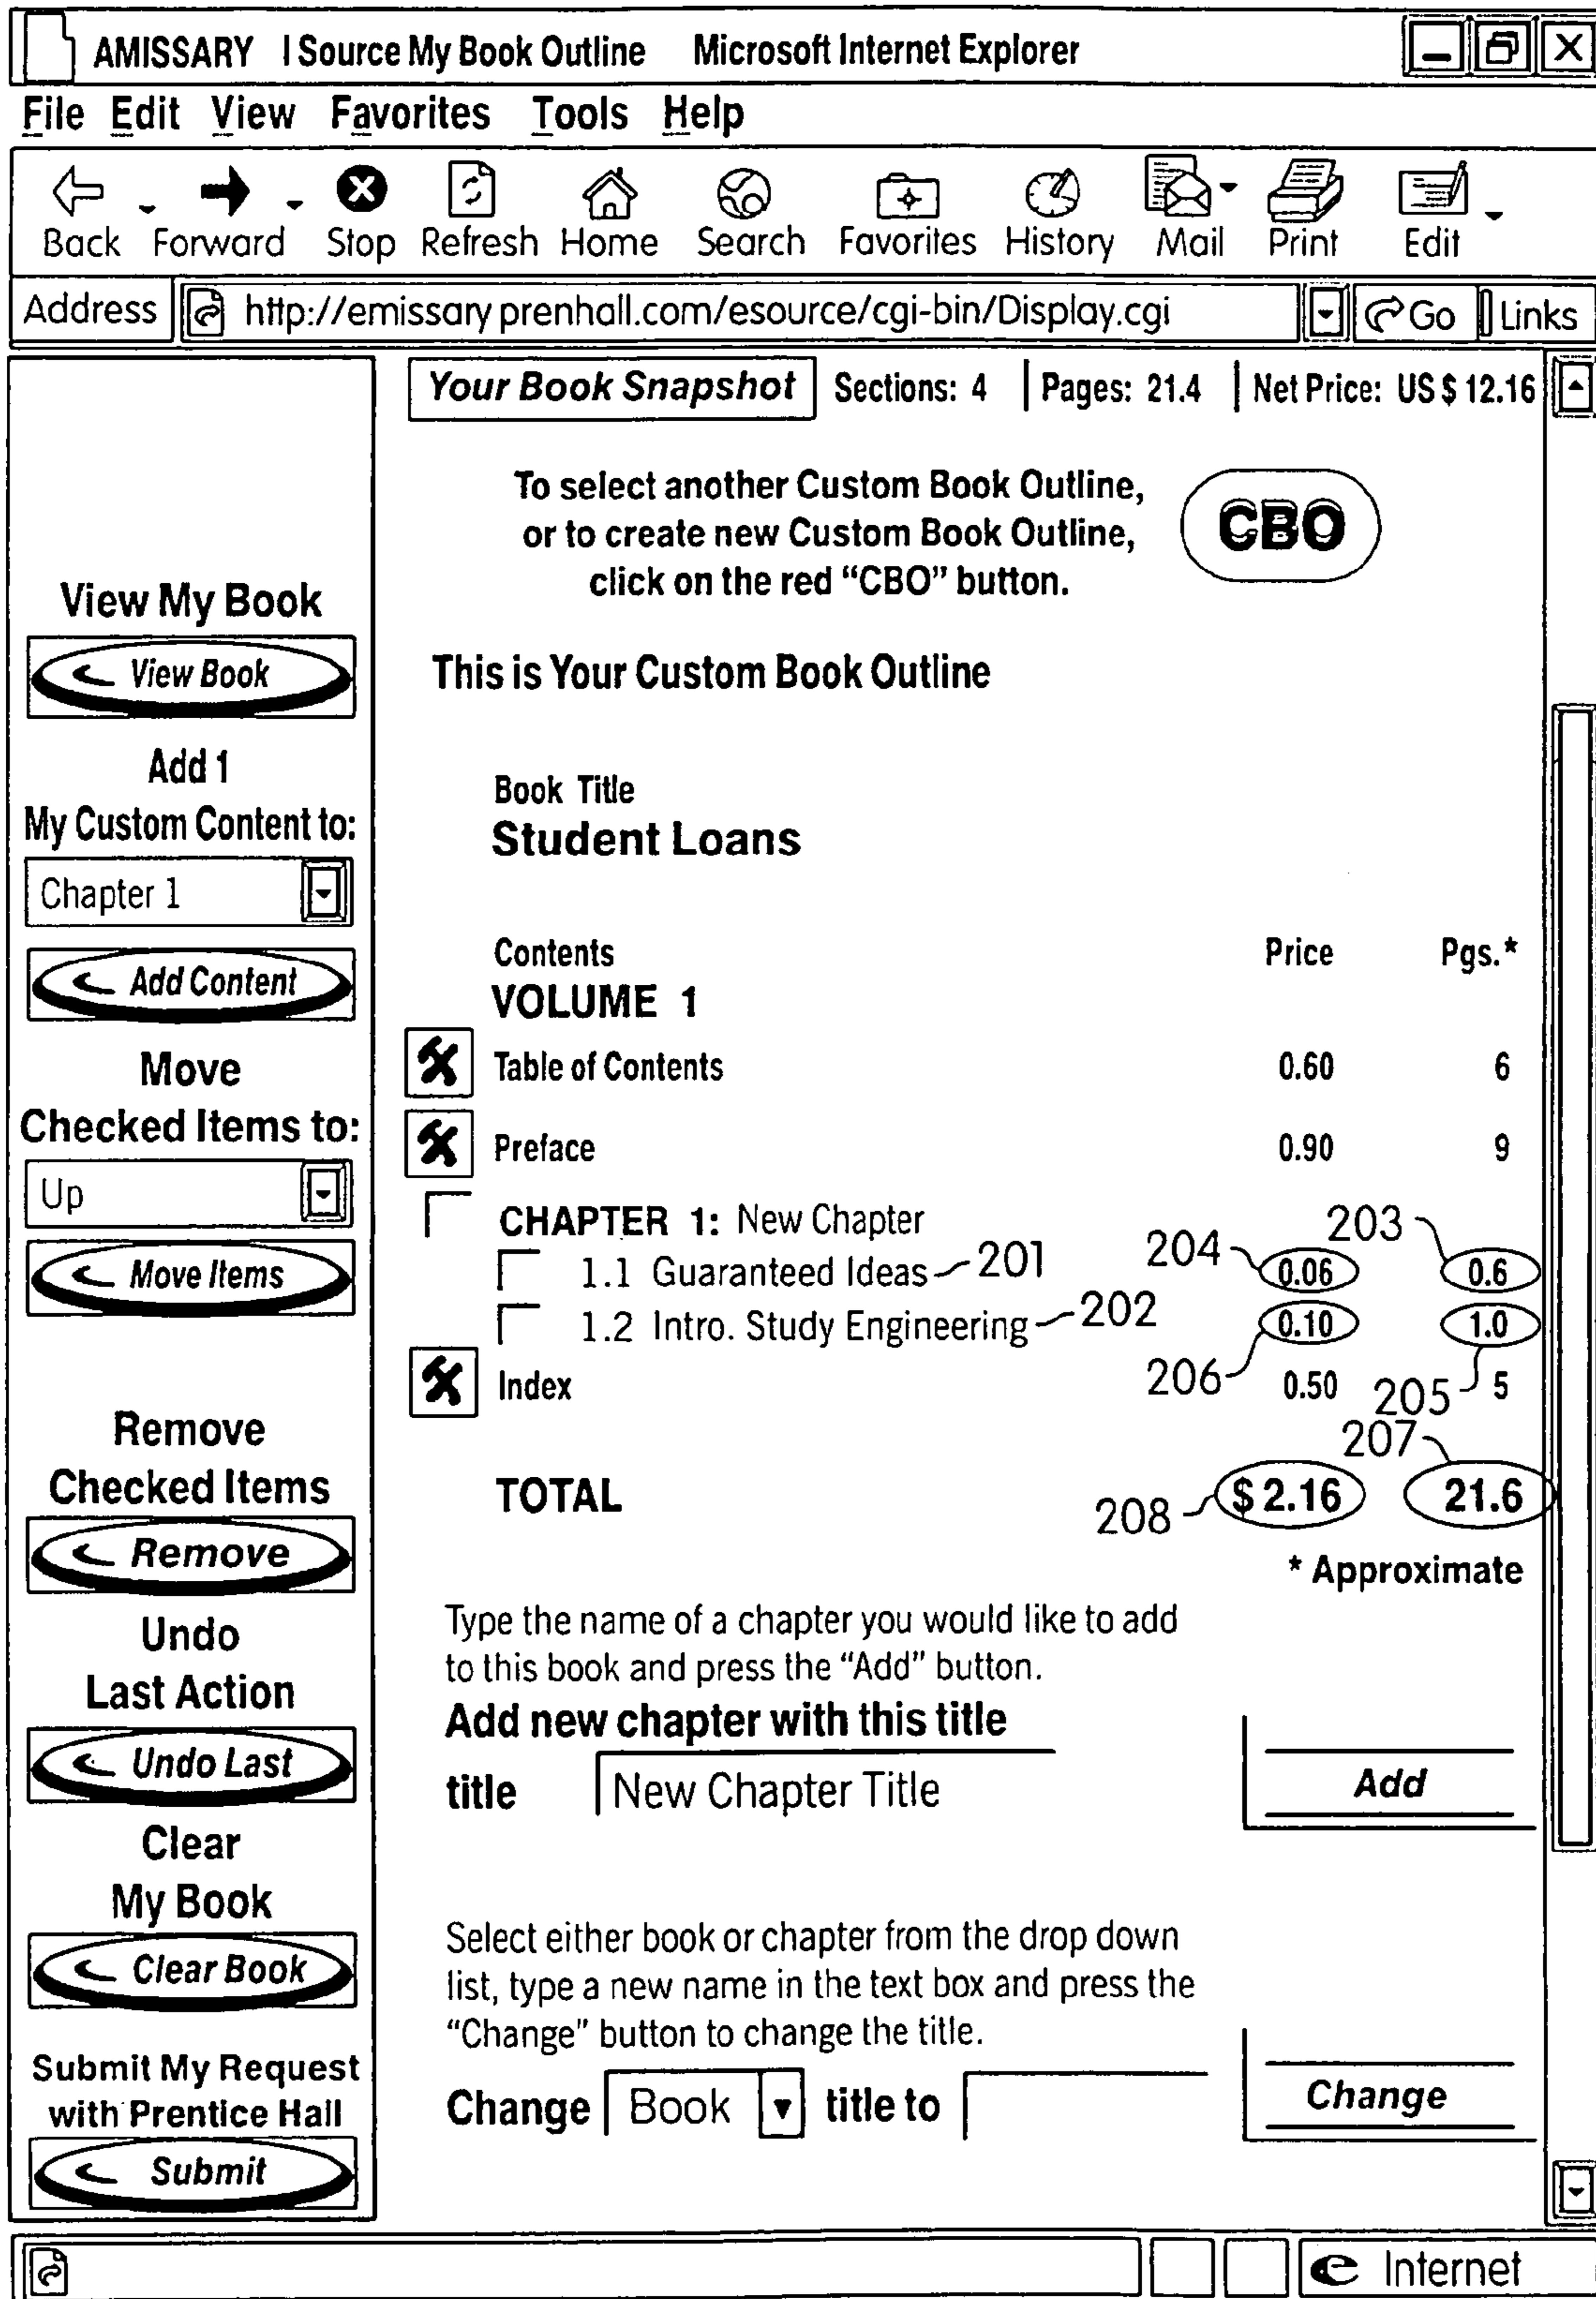 AMISSARY I Source My Book Outline Microsoft Internet Explorer
File Edit View Favorites Tools Help
Back Forward Stop Refresh Home Search Favorites History Mail Print Edit
Address http://emissary prenhall.com/esource/cgi-bin/Display.cgi Go Links
Your Book Snapshot Sections: 4 Pages: 21.4 Net Price: US $ 12.16
To select another Custom Book Outline,
or to create new Custom Book Outline,
click on the red “CBO” button.
CBO
View My Book
View Book
This is Your Custom Book Outline
Add 1
My Custom Content to:
Chapter 1
Add Content
Book Title
Student Loans
Contents Price Pgs.*
VOLUME 1
Move
Checked Items to:
Up
Move Items
Table of Contents 0.60 6
Preface 0.90 9
CHAPTER 1: New Chapter 203
1.1 Guaranteed Ideas 201 204 0.06 0.6
1.2 Intro. Study Engineering 202 0.10 1.0
Index 206 0.50 205 5
207
TOTAL 208 $ 2.16 21.6
* Approximate
Remove
Checked Items
Remove
Undo
Last Action
Undo Last
Clear
My Book
Clear Book
Submit My Request
with Prentice Hall
Submit
Type the name of a chapter you would like to add
to this book and press the “Add” button.
Add new chapter with this title
title New Chapter Title Add
Select either book or chapter from the drop down
list, type a new name in the text box and press the
“Change” button to change the title.
Change Book title to Change
Internet